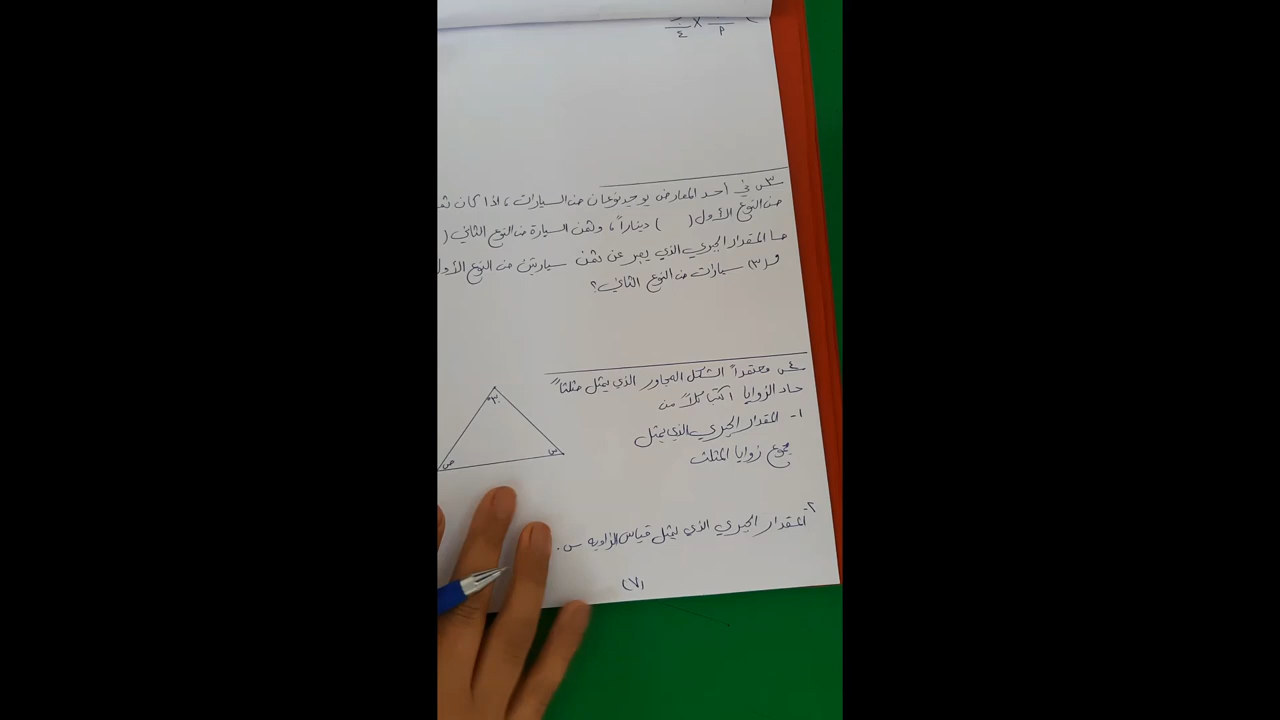 ٤ × م
س٣ في أحد المعارض يوجد نوعان من السيارات ، اذا كان
من النوع الأول ( ) ديناراً ، وثمن السيارة من النوع الثاني (
ما المقدار الجبري الذي يعبر عن ثمن سيارتين من النوع الأول
و (٣) سيارات من النوع الثاني ؟
س٤ معتمداً الشكل المجاور الذي يمثل مثلثاً
حاد الزوايا اكتب كلاً من
١- المقدار الجبري الذي يمثل
مجموع زوايا المثلث
س
ص
٢- المقدار الجبري الذي يمثل قياس الزاوية س .
(٧)